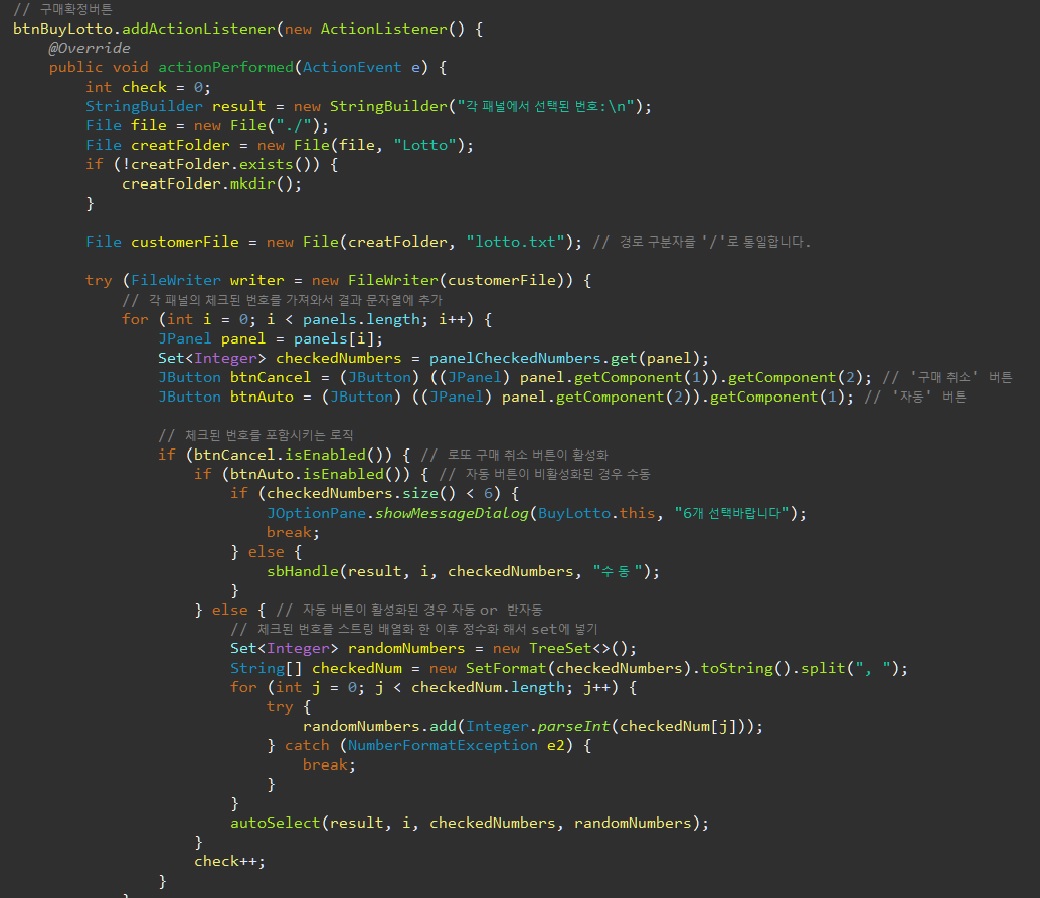 // 구매확정버튼
btnBuyLotto.addActionListener(new ActionListener() {
    @Override
    public void actionPerformed(ActionEvent e) {
        int check = 0;
        StringBuilder result = new StringBuilder("각 패널에서 선택된 번호:\n");
        File file = new File("./");
        File creatFolder = new File(file, "Lotto");
        if (!creatFolder.exists()) {
            creatFolder.mkdir();
        }
        File customerFile = new File(creatFolder, "lotto.txt"); // 경로 구분자를 '/'로 통일합니다.
        try (FileWriter writer = new FileWriter(customerFile)) {
            // 각 패널의 체크된 번호를 가져와서 결과 문자열에 추가
            for (int i = 0; i < panels.length; i++) {
                JPanel panel = panels[i];
                Set<Integer> checkedNumbers = panelCheckedNumbers.get(panel);
                JButton btnCancel = (JButton) ((JPanel) panel.getComponent(1)).getComponent(2); // '구매 취소' 버튼
                JButton btnAuto = (JButton) ((JPanel) panel.getComponent(2)).getComponent(1); // '자동' 버튼
                // 체크된 번호를 포함시키는 로직
                if (btnCancel.isEnabled()) { // 로또 구매 취소 버튼이 활성화
                    if (btnAuto.isEnabled()) { // 자동 버튼이 비활성화된 경우 수동
                        if (checkedNumbers.size() < 6) {
                            JOptionPane.showMessageDialog(BuyLotto.this, "6개 선택바랍니다");
                            break;
                        } else {
                            sbHandle(result, i, checkedNumbers, "수 동 ");
                        }
                    } else { // 자동 버튼이 활성화된 경우 자동 or 반자동
                        // 체크된 번호를 스트링 배열화 한 이후 정수화 해서 set에 넣기
                        Set<Integer> randomNumbers = new TreeSet<>();
                        String[] checkedNum = new SetFormat(checkedNumbers).toString().split(", ");
                        for (int j = 0; j < checkedNum.length; j++) {
                            try {
                                randomNumbers.add(Integer.parseInt(checkedNum[j]));
                            } catch (NumberFormatException e2) {
                                break;
                            }
                        }
                        autoSelect(result, i, checkedNumbers, randomNumbers);
                    }
                    check++;
                }